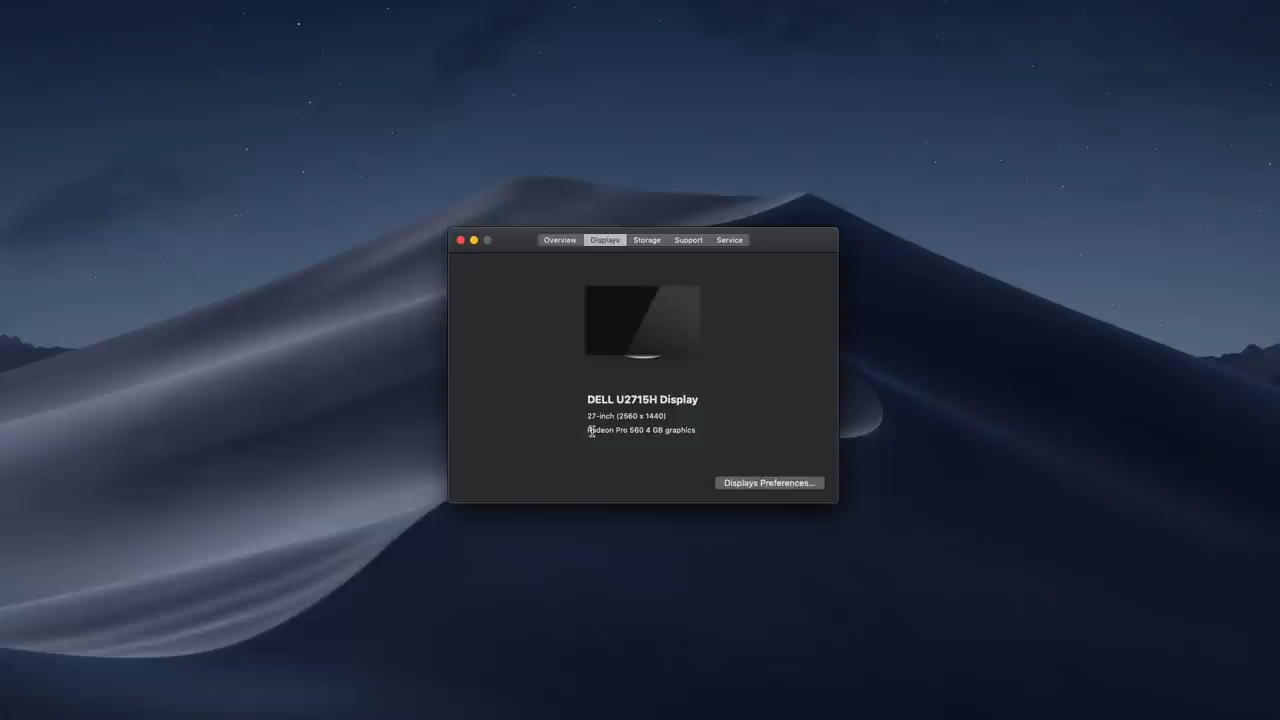 Overview Displays Storage Support Service
DELL U2715H Display
27-inch (2560 x 1440)
Radeon Pro 560 4 GB graphics
Displays Preferences...